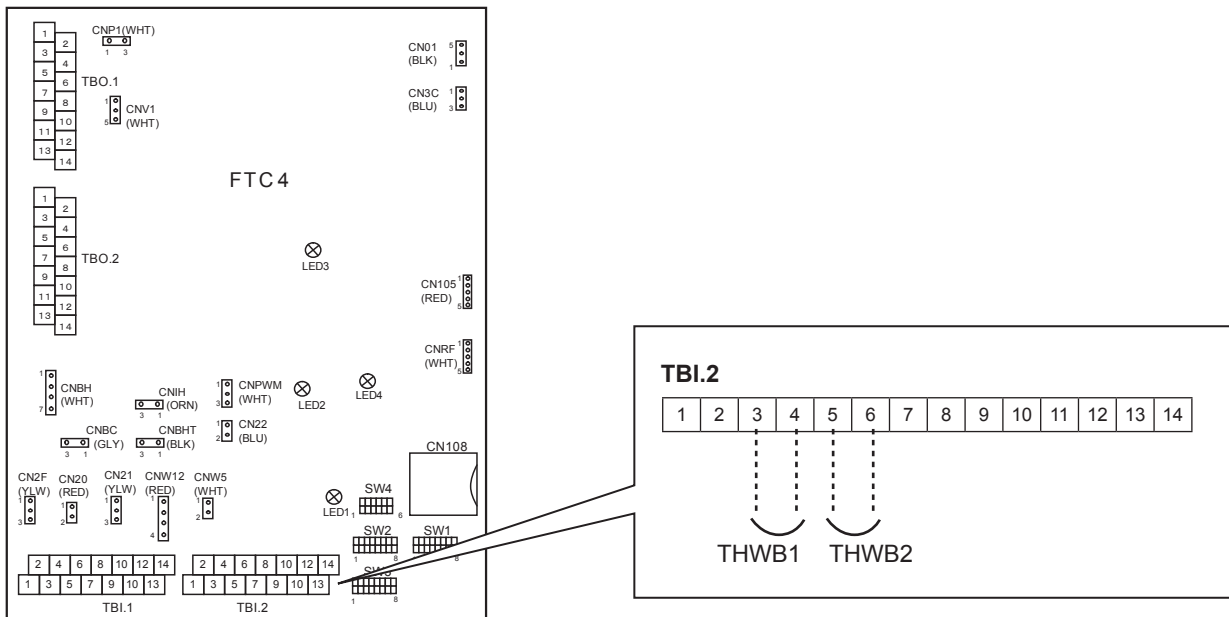 CNP1(WHT)
1 3
1
2
3
4
5
6
7
8
9
10
11
12
13
14
TBO.1
1
5
CNV1
(WHT)
CN01
(BLK)
5
1
CN3C
(BLU)
1
3
FTC4
1
2
3
4
5
6
7
8
9
10
11
12
13
14
TBO.2
LED3
CN105
(RED)
1
5
CNRF
(WHT)
1
5
1
7
CNBH
(WHT)
CNIH
(ORN)
3 1
1
3
CNPWM
(WHT)
LED2
LED4
CNBC
(GLY)
3 1
CNBHT
(BLK)
3 1
1
2
CN22
(BLU)
CN108
CN2F
(YLW)
1
3
CN20
(RED)
1
2
CN21
(YLW)
1
3
CNW12
(RED)
1
4
CNW5
(WHT)
1
2
LED1
SW4
1 6
SW2
1 8
SW1
8
1 8
2 4 6 8 10 12 14
1 3 5 7 9 10 13
TBI.1
2 4 6 8 10 12 14
1 3 5 7 9 10 13
TBI.2
TBI.2
1 2 3 4 5 6 7 8 9 10 11 12 13 14
THWB1 THWB2